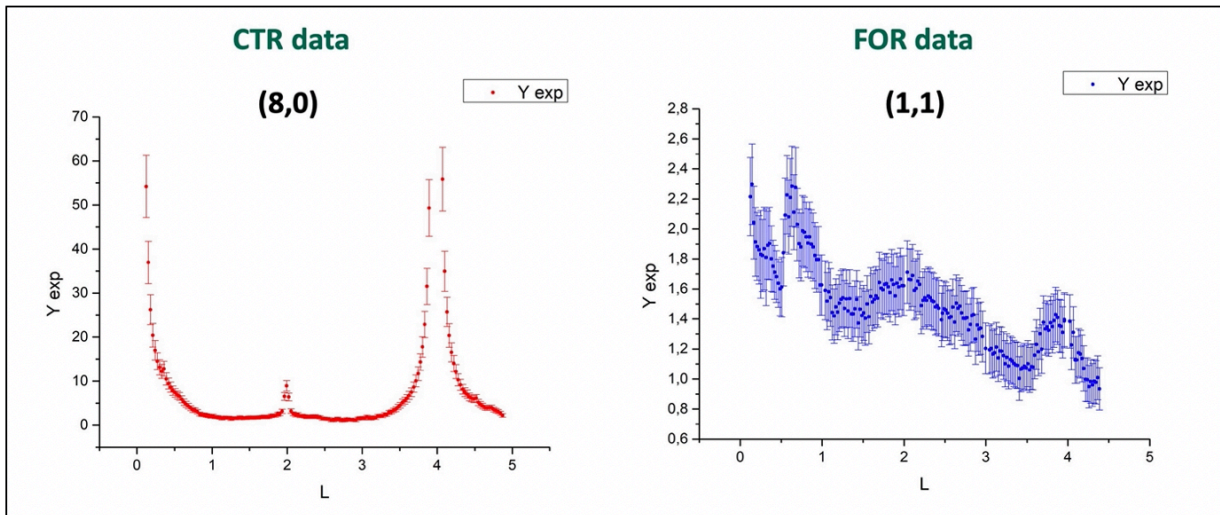 CTR data
(8,0)
Y exp
70
60
50
40
30
20
10
0
Y exp
0 1 2 3 4 5
L
FOR data
(1,1)
Y exp
2,8
2,6
2,4
2,2
2,0
1,8
1,6
1,4
1,2
1,0
0,8
0,6
Y exp
0 1 2 3 4 5
L